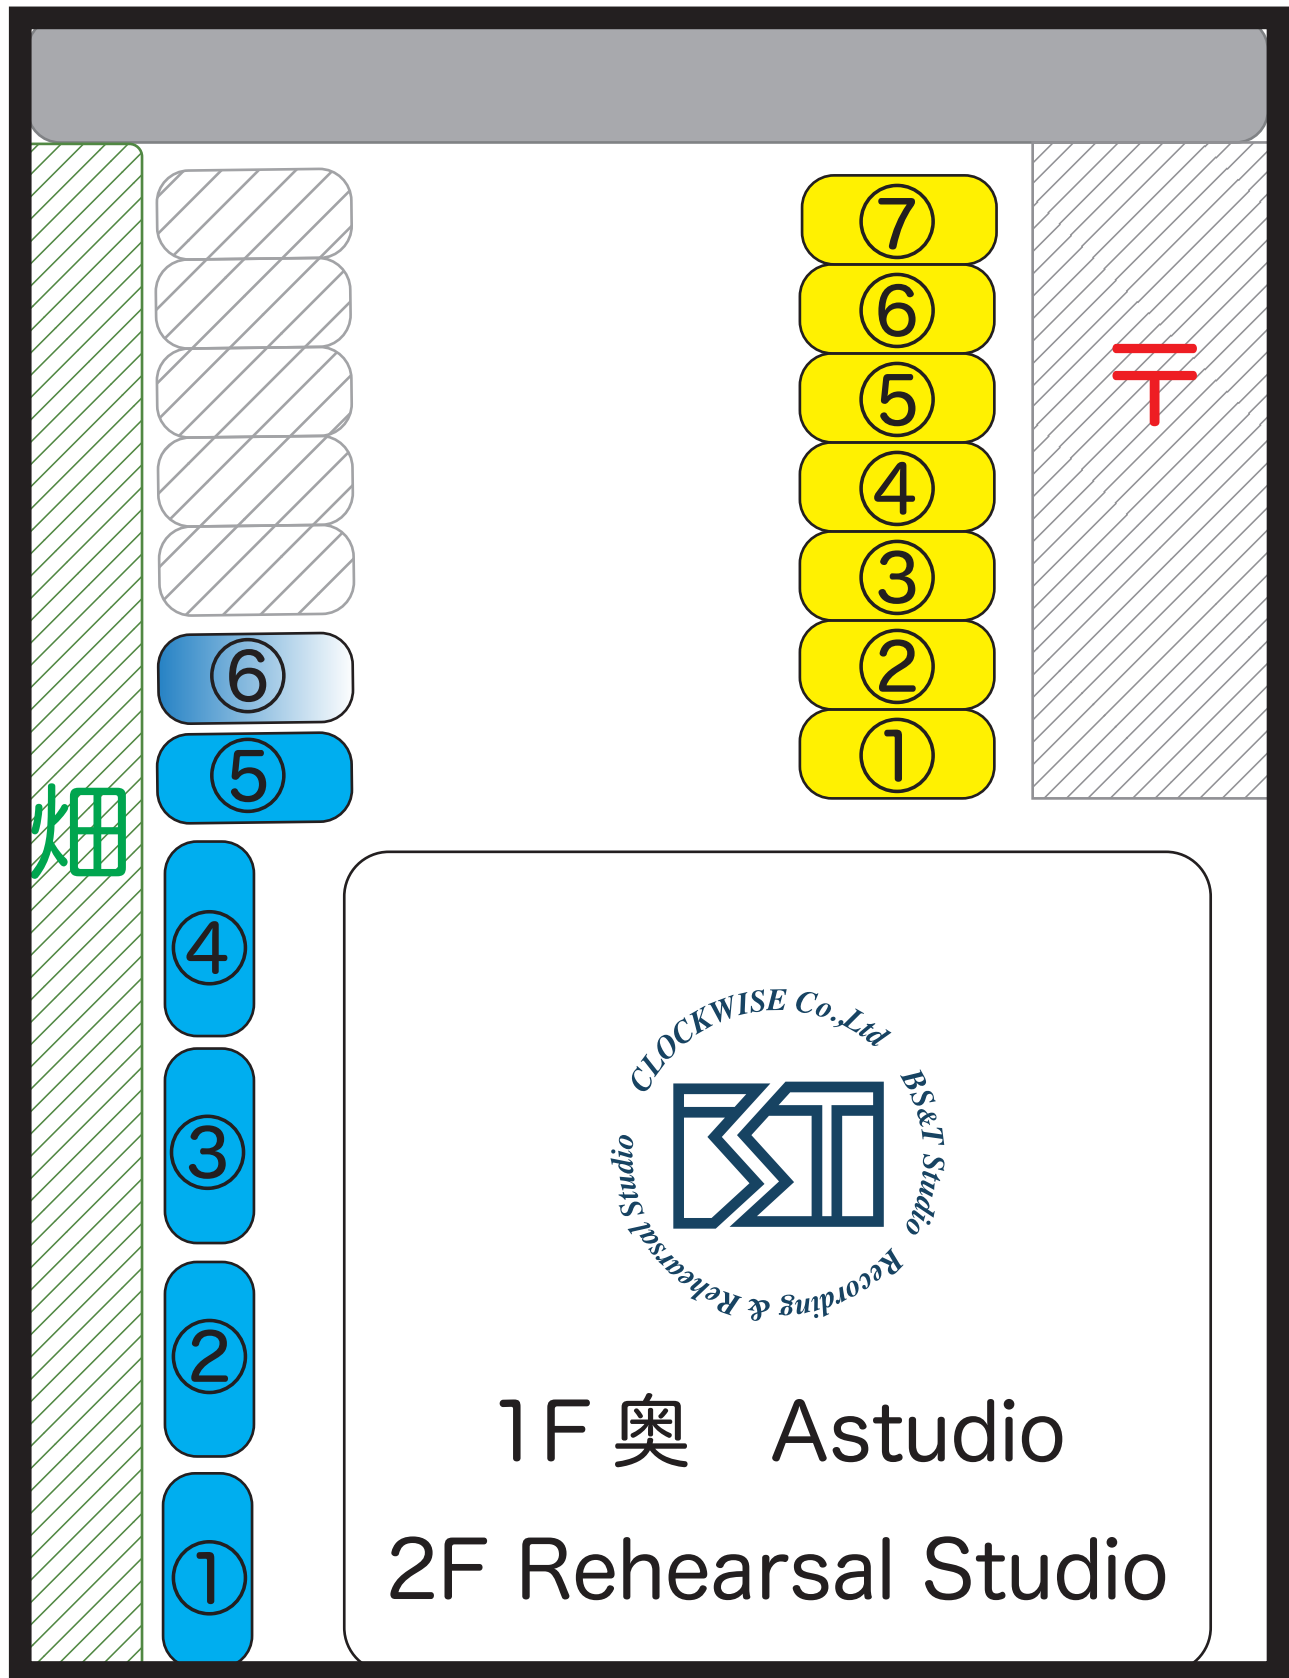 ⑦
⑥
⑤
④
③
②
①
〒
⑥
⑤
④
③
②
①
畑
CLOCKWISE Co.,Ltd
BS&T Studio
Recording & Rehearsal Studio
BST
1F 奥　Astudio
2F Rehearsal Studio